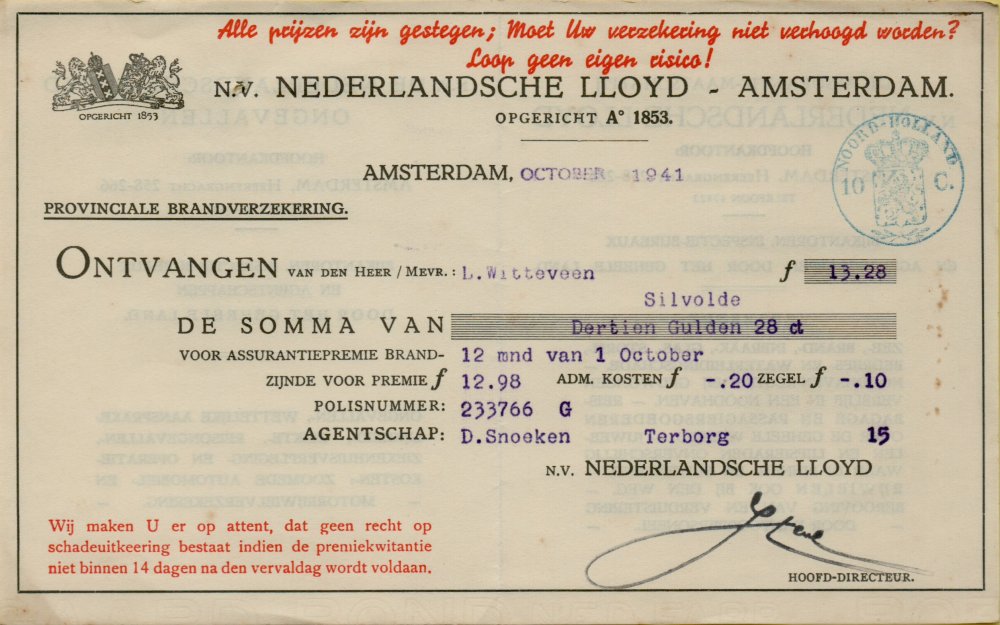 Alle prijzen zijn gestegen; Moet Uw verzekering niet verhoogd worden?
Loop geen eigen risico!
OPGERICHT 1853
N.V. NEDERLANDSCHE LLOYD - AMSTERDAM.
OPGERICHT Aº 1853.
NOORD-HOLLAND
10 C.
AMSTERDAM, OCTOBER 1941
PROVINCIALE BRANDVERZEKERING.
ONTVANGEN VAN DEN HEER / MEVR.: L.Witteveen f 13.28
Silvolde
DE SOMMA VAN Dertien Gulden 28 ct
VOOR ASSURANTIEPREMIE BRAND- 12 mnd van 1 October
ZIJNDE VOOR PREMIE f 12.98 ADM. KOSTEN f -.20 ZEGEL f -.10
POLISNUMMER: 233766 G
AGENTSCHAP: D.Snoeken Terborg 15
N.V. NEDERLANDSCHE LLOYD
Wij maken U er op attent, dat geen recht op
schadeuitkeering bestaat indien de premiekwitantie
niet binnen 14 dagen na den vervaldag wordt voldaan.
HOOFD-DIRECTEUR.